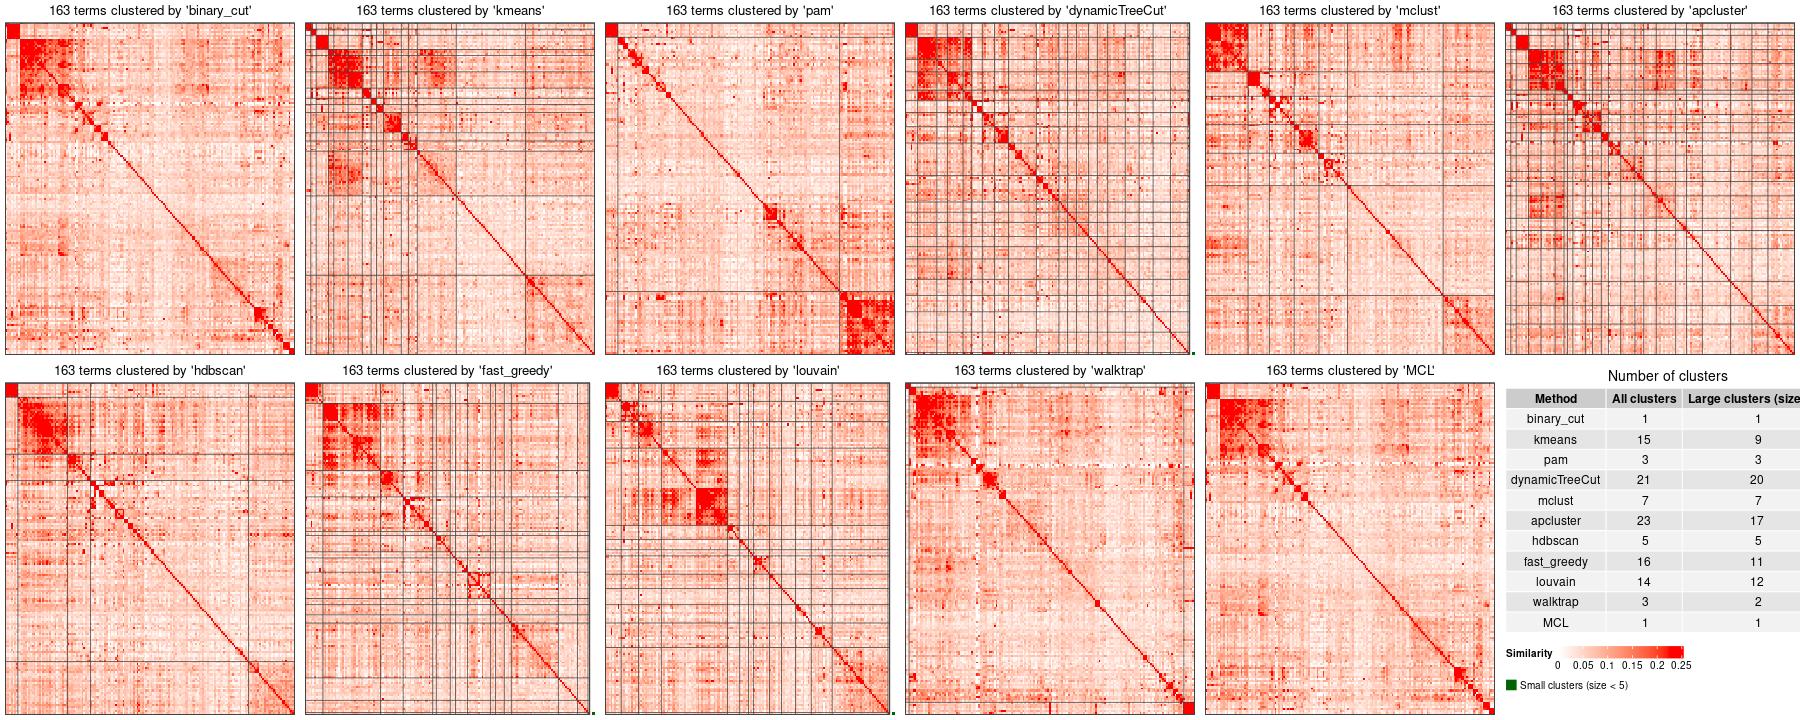 163 terms clustered by 'binary_cut'
163 terms clustered by 'kmeans'
163 terms clustered by 'pam'
163 terms clustered by 'dynamicTreeCut'
163 terms clustered by 'mclust'
163 terms clustered by 'apcluster'
163 terms clustered by 'hdbscan'
163 terms clustered by 'fast_greedy'
163 terms clustered by 'louvain'
163 terms clustered by 'walktrap'
163 terms clustered by 'MCL'
Number of clusters
Method All clusters Large clusters (size
binary_cut 1 1
kmeans 15 9
pam 3 3
dynamicTreeCut 21 20
mclust 7 7
apcluster 23 17
hdbscan 5 5
fast_greedy 16 11
louvain 14 12
walktrap 3 2
MCL 1 1
Similarity
0 0.05 0.1 0.15 0.2 0.25
Small clusters (size < 5)